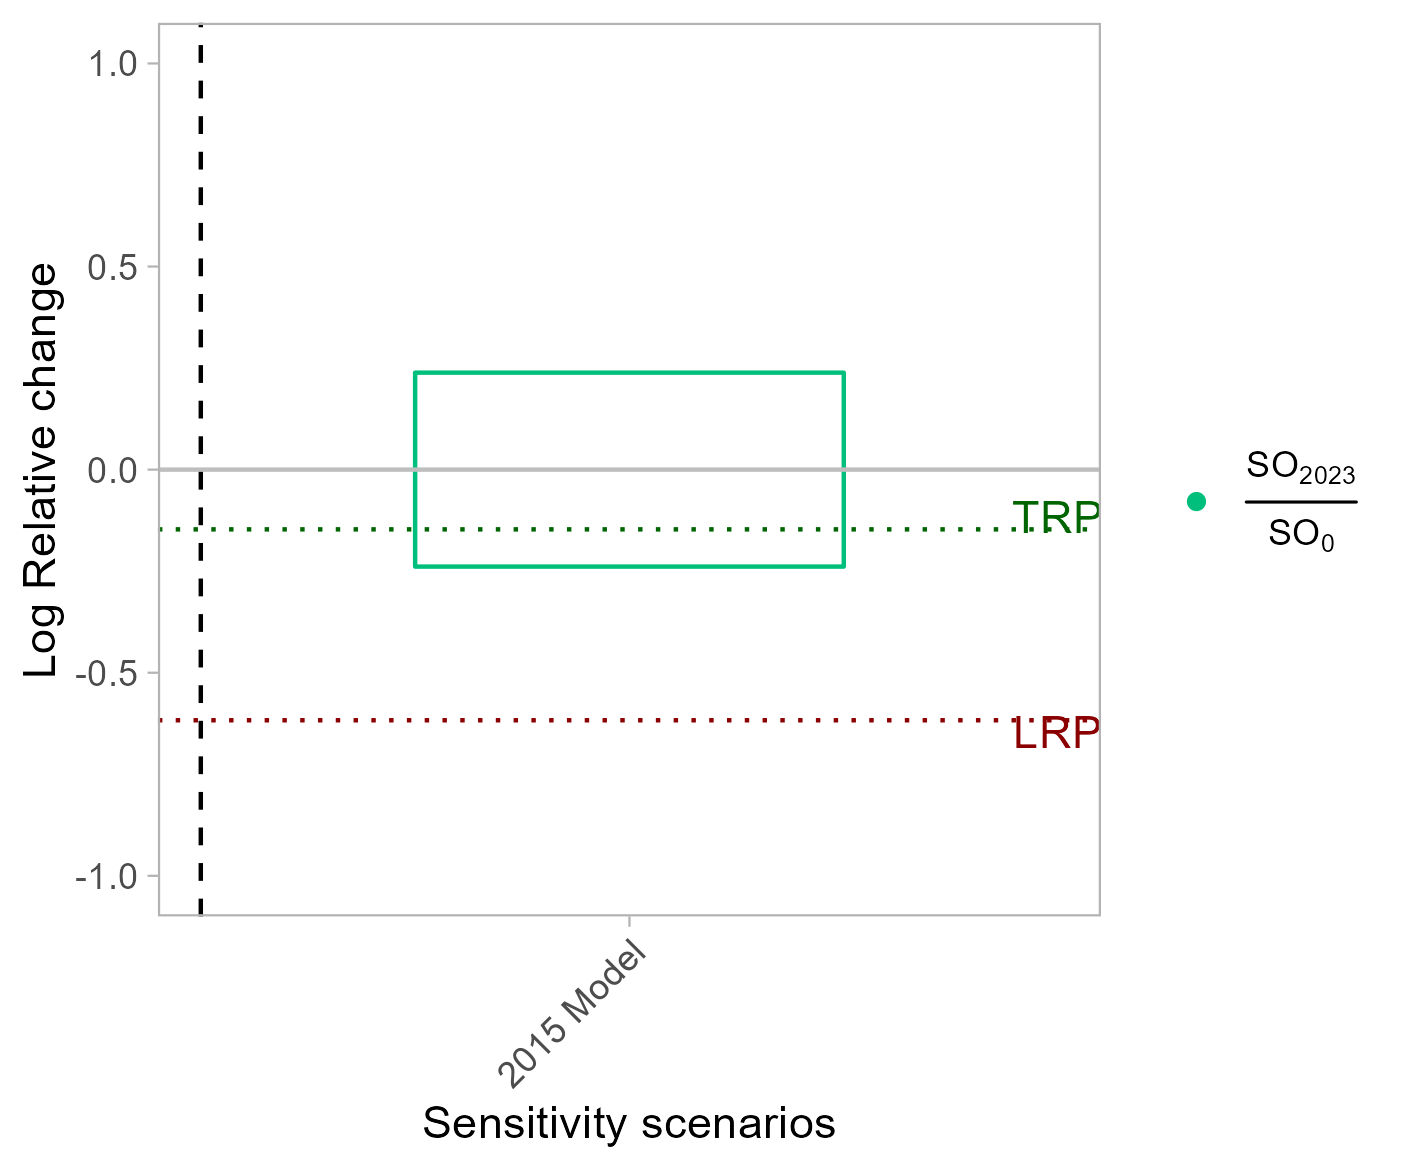 Log Relative change
1.0
0.5
0.0
-0.5
-1.0
TRP
LRP
2015 Model
Sensitivity scenarios
SO2023
SO0